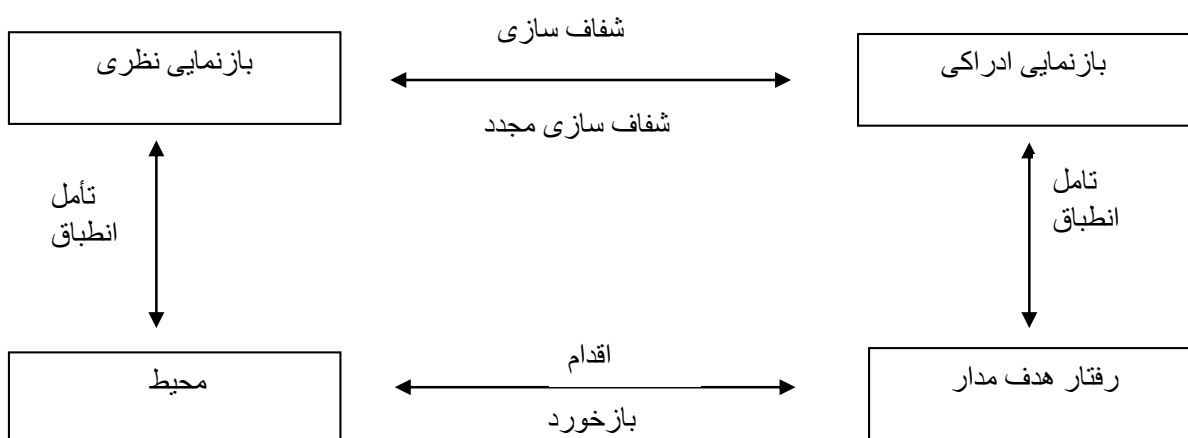 شفاف سازی
بازنمایی ادراکی
بازنمایی نظری
شفاف سازی مجدد
تامل
انطباق
تأمل
انطباق
اقدام
رفتار هدف مدار
محیط
بازخورد